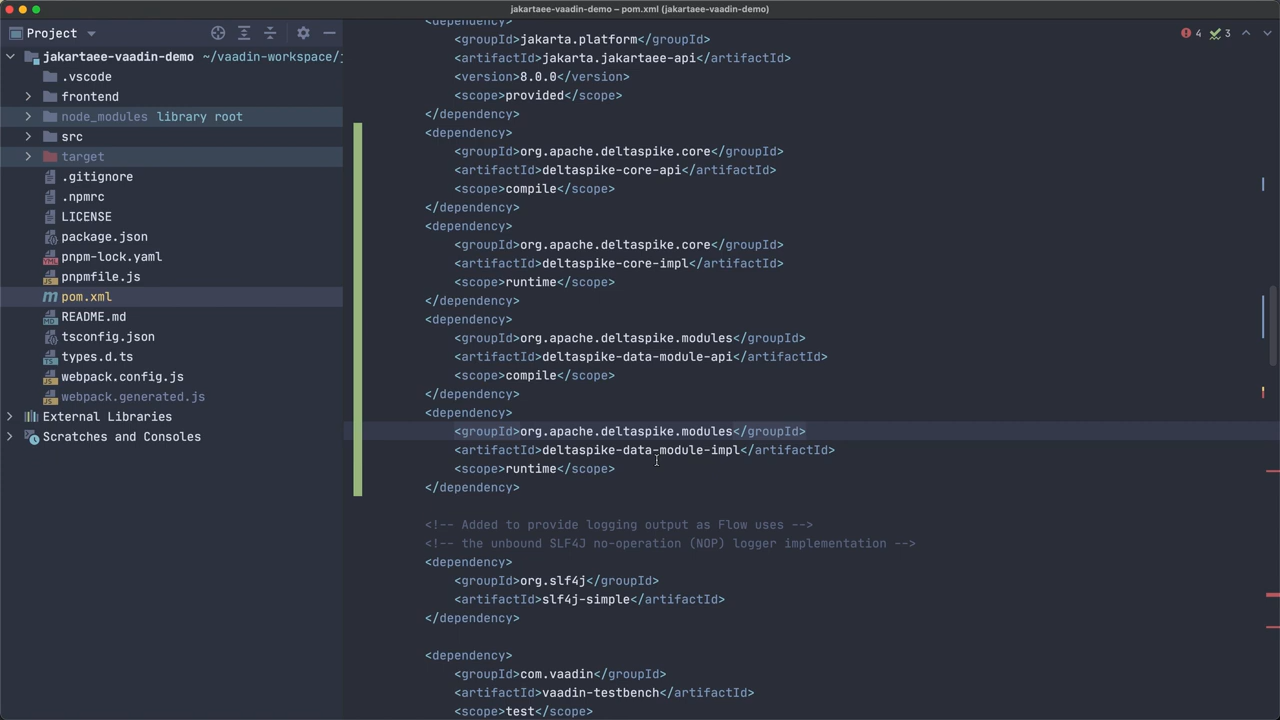 jakartaee-vaadin-demo – pom.xml (jakartaee-vaadin-demo)
Project
jakartaee-vaadin-demo ~/vaadin-workspace/j
.vscode
frontend
node_modules library root
src
target
.gitignore
.npmrc
LICENSE
package.json
pnpm-lock.yaml
pnpmfile.js
pom.xml
README.md
tsconfig.json
types.d.ts
webpack.config.js
webpack.generated.js
External Libraries
Scratches and Consoles
4 3
<dependency>
<groupId>jakarta.platform</groupId>
<artifactId>jakarta.jakartaee-api</artifactId>
<version>8.0.0</version>
<scope>provided</scope>
</dependency>
<dependency>
<groupId>org.apache.deltaspike.core</groupId>
<artifactId>deltaspike-core-api</artifactId>
<scope>compile</scope>
</dependency>
<dependency>
<groupId>org.apache.deltaspike.core</groupId>
<artifactId>deltaspike-core-impl</artifactId>
<scope>runtime</scope>
</dependency>
<dependency>
<groupId>org.apache.deltaspike.modules</groupId>
<artifactId>deltaspike-data-module-api</artifactId>
<scope>compile</scope>
</dependency>
<dependency>
<groupId>org.apache.deltaspike.modules</groupId>
<artifactId>deltaspike-data-module-impl</artifactId>
<scope>runtime</scope>
</dependency>
<!-- Added to provide logging output as Flow uses -->
<!-- the unbound SLF4J no-operation (NOP) logger implementation -->
<dependency>
<groupId>org.slf4j</groupId>
<artifactId>slf4j-simple</artifactId>
</dependency>
<dependency>
<groupId>com.vaadin</groupId>
<artifactId>vaadin-testbench</artifactId>
<scope>test</scope>